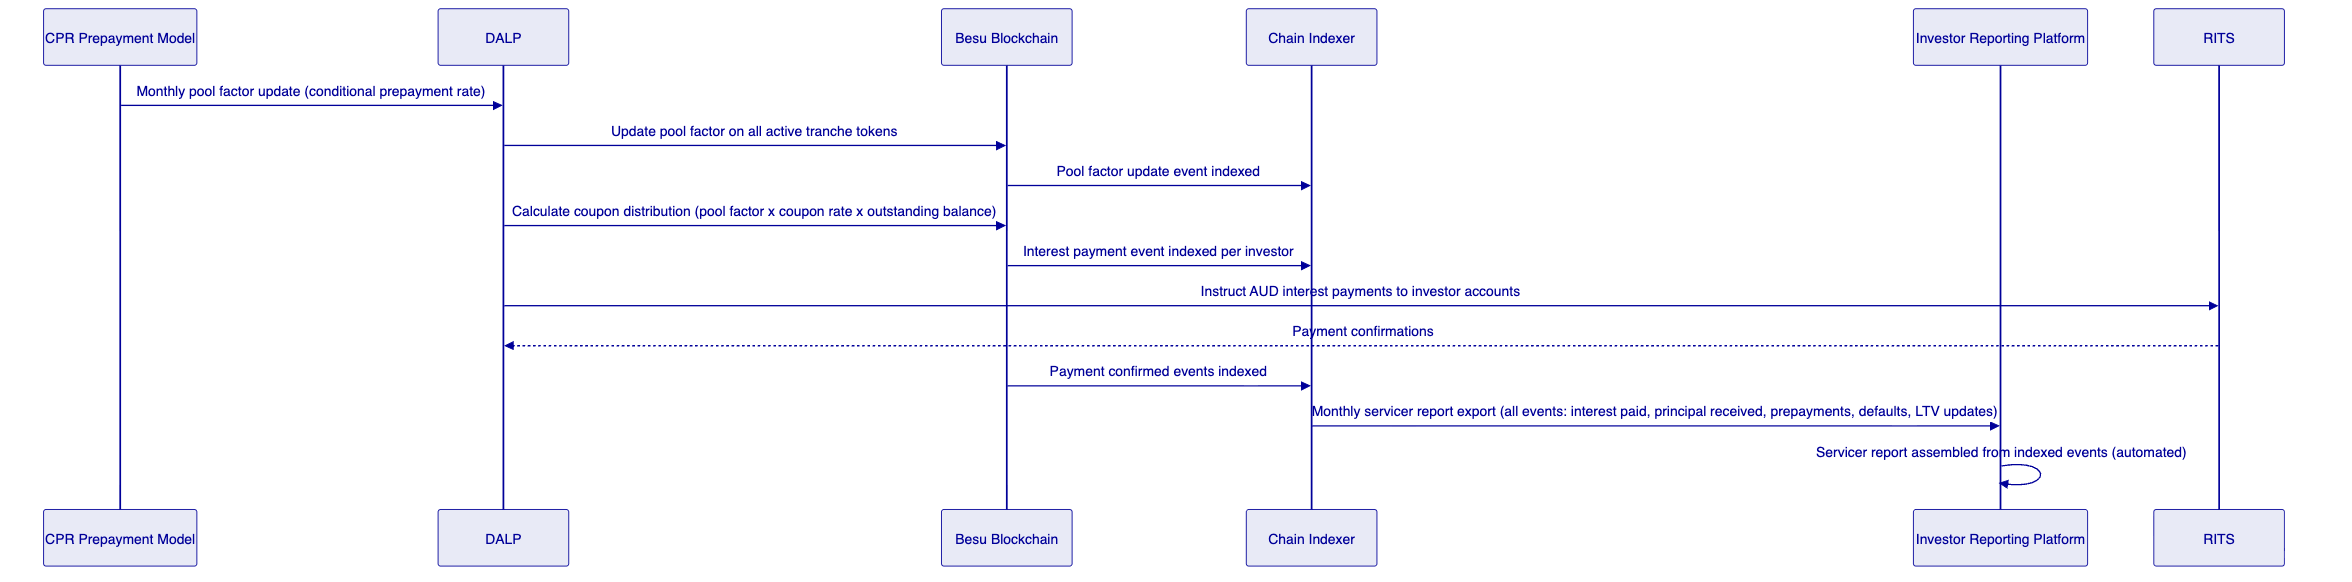 CPR Prepayment Model
DALP
Besu Blockchain
Chain Indexer
Investor Reporting Platform
RITS
Monthly pool factor update (conditional prepayment rate)
Update pool factor on all active tranche tokens
Pool factor update event indexed
Calculate coupon distribution (pool factor x coupon rate x outstanding balance)
Interest payment event indexed per investor
Instruct AUD interest payments to investor accounts
Payment confirmations
Payment confirmed events indexed
Monthly servicer report export (all events: interest paid, principal received, prepayments, defaults, LTV updates)
Servicer report assembled from indexed events (automated)
CPR Prepayment Model
DALP
Besu Blockchain
Chain Indexer
Investor Reporting Platform
RITS